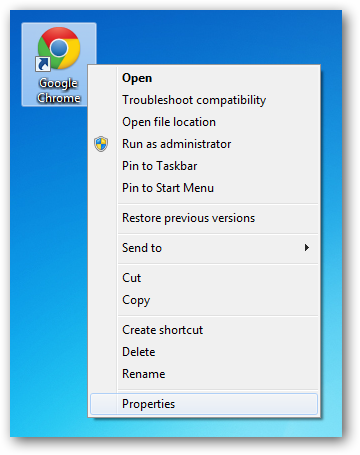 Google
Chrome
Open
Troubleshoot compatibility
Open file location
Run as administrator
Pin to Taskbar
Pin to Start Menu
Restore previous versions
Send to
Cut
Copy
Create shortcut
Delete
Rename
Properties